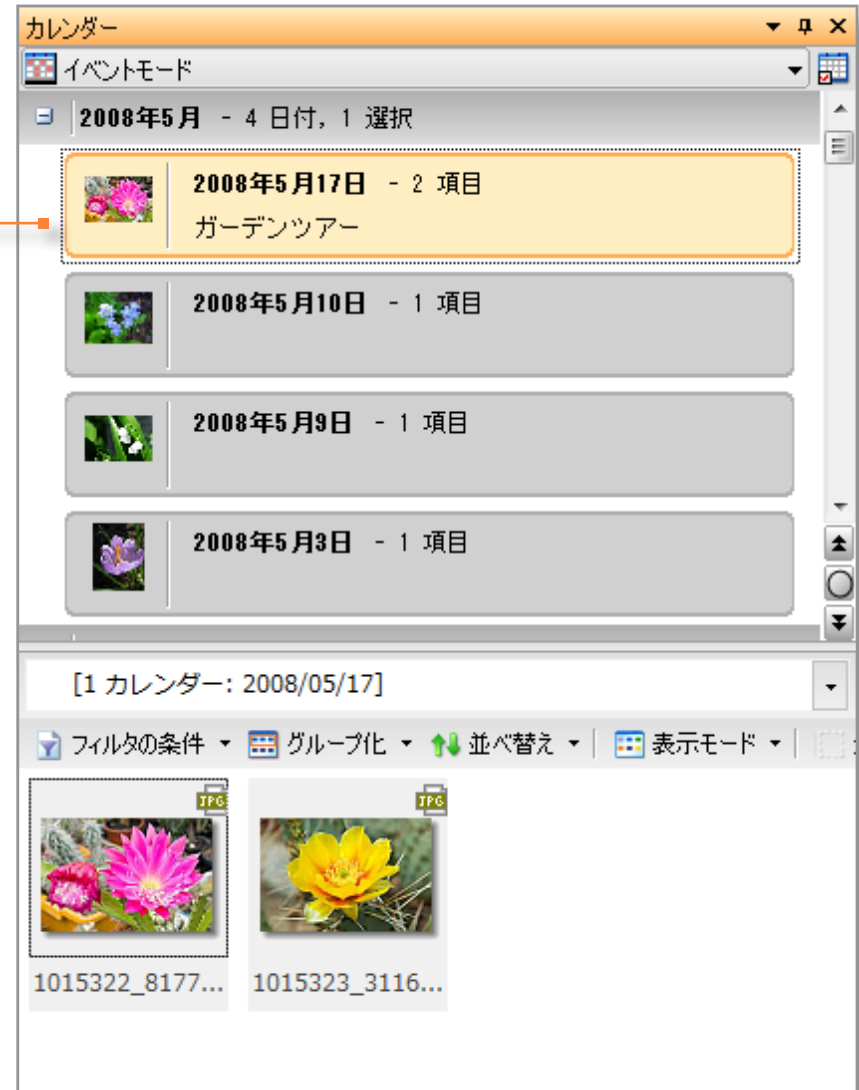 カレンダー
イベントモード
2008年5月 - 4 日付, 1 選択
2008年5月17日 - 2 項目
ガーデンツアー
2008年5月10日 - 1 項目
2008年5月9日 - 1 項目
2008年5月3日 - 1 項目
[1 カレンダー: 2008/05/17]
フィルタの条件 グループ化 並べ替え 表示モード
JPG JPG
1015322_8177... 1015323_3116...